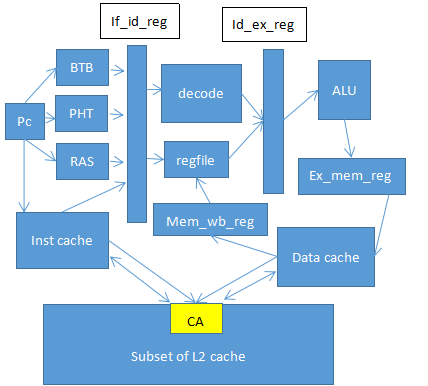 If_id_reg
Id_ex_reg
BTB
decode
ALU
Pc
PHT
RAS
regfile
Ex_mem_reg
Mem_wb_reg
Inst cache
Data cache
CA
Subset of L2 cache